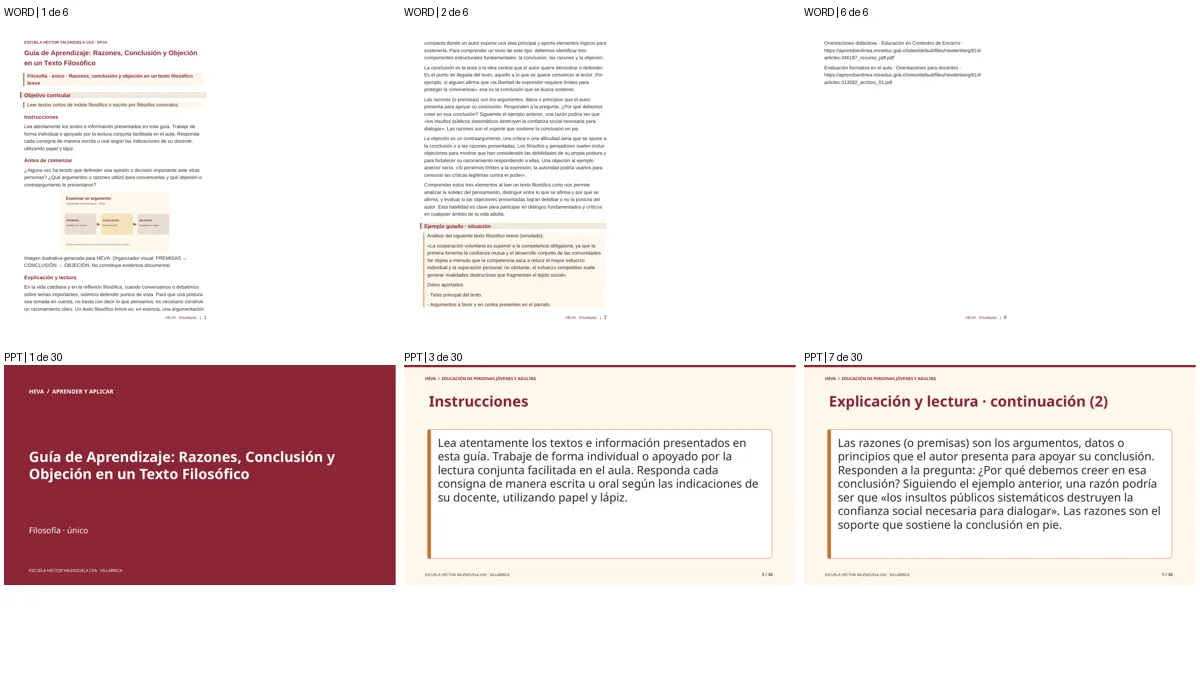 WORD | 1 de 6
ESCUELA HÉCTOR VALENZUELA CEA · EPJA
Guía de Aprendizaje: Razones, Conclusión y Objeción
en un Texto Filosófico
Filosofía · único · Razones, conclusión y objeción en un texto filosófico
breve
Objetivo curricular
Leer textos cortos de índole filosófico o escrito por filósofos conocidos.
Instrucciones
Lea atentamente los textos e información presentados en esta guía. Trabaje de
forma individual o apoyado por la lectura conjunta facilitada en el aula. Responda
cada consigna de manera escrita u oral según las indicaciones de su docente,
utilizando papel y lápiz.
Antes de comenzar
¿Alguna vez ha tenido que defender una opinión o decisión importante ante otras
personas? ¿Qué argumentos o razones utilizó para convencerlas y qué objeción o
contraargumento le presentaron?
Examinar un argumento
PREMISAS
CONCLUSIÓN
OBJECIÓN
Imagen ilustrativa generada para HEVA: Organizador visual: PREMISAS →
CONCLUSIÓN → OBJECIÓN. No constituye evidencia documental.
Explicación y lectura
En la vida cotidiana y en la reflexión filosófica, cuando conversamos o debatimos
sobre temas importantes, solemos defender puntos de vista. Para que una postura
sea tomada en cuenta, no basta con decir lo que pensamos, es necesario construir
un razonamiento claro. Un texto filosófico breve es, en esencia, una argumentación
HEVA · Estudiante | 1
WORD | 2 de 6
compacta donde un autor expone una idea principal y aporta elementos lógicos para
sostenerla. Para comprender un texto de este tipo, debemos identificar tres
componentes estructurales fundamentales: la conclusión, las razones y la objeción.
La conclusión es la tesis o la idea central que el autor quiere demostrar o defender.
Es el punto de llegada del texto, aquello a lo que se quiere convencer al lector. Por
ejemplo, si alguien afirma que «la libertad de expresión requiere límites para
proteger la convivencia», esa es la conclusión que se busca sostener.
Las razones (o premisas) son los argumentos, datos o principios que el autor
presenta para apoyar su conclusión. Responden a la pregunta: ¿Por qué debemos
creer en esa conclusión? Siguiendo el ejemplo anterior, una razón podría ser que
«los insultos públicos sistemáticos destruyen la confianza social necesaria para
dialogar». Las razones son el soporte que sostiene la conclusión en pie.
La objeción es un contraargumento, una crítica o una dificultad seria que se opone a
la conclusión o a las razones presentadas. Los filósofos y pensadores suelen incluir
objeciones para mostrar que han considerado las debilidades de su propia postura y
para fortalecer su razonamiento respondiendo a ellas. Una objeción al ejemplo
anterior sería: «Si ponemos límites a la expresión, la autoridad podría usarlos para
censurar las críticas legítimas contra el poder».
Comprender estos tres elementos al leer un texto filosófico corto nos permite
analizar la solidez del pensamiento, distinguir entre lo que se afirma y por qué se
afirma, y evaluar si las objeciones presentadas logran debilitar o no la postura del
autor. Esta habilidad es clave para participar en diálogos fundamentados y críticos
en cualquier ámbito de la vida adulta.
Ejemplo guiado · situación
Análisis del siguiente texto filosófico breve (simulado):
«La cooperación voluntaria es superior a la competencia obligatoria, ya que la
primera fomenta la confianza mutua y el desarrollo conjunto de las comunidades.
Se objeta a menudo que la competencia saca a relucir el mayor esfuerzo
individual y la superación personal; no obstante, el esfuerzo competitivo suele
generar rivalidades destructivas que fragmentan el tejido social».
Datos aportados:
- Tesis principal del texto.
- Argumentos a favor y en contra presentes en el párrafo.
HEVA · Estudiante | 2
WORD | 6 de 6
Orientaciones didácticas · Educación en Contextos de Encierro ·
https://aprendoenlinea.mineduc.gob.cl/sites/default/files/newtenberg/614/
articles-346197_recurso_pdf.pdf
Evaluación formativa en el aula · Orientaciones para docentes ·
https://aprendoenlinea.mineduc.gob.cl/sites/default/files/newtenberg/614/
articles-313582_archivo_01.pdf
HEVA · Estudiante | 6
PPT | 1 de 30
HEVA / APRENDER Y APLICAR
Guía de Aprendizaje: Razones, Conclusión y
Objeción en un Texto Filosófico
Filosofía · único
ESCUELA HÉCTOR VALENZUELA CEA · VILLARRICA
PPT | 3 de 30
HEVA / EDUCACIÓN DE PERSONAS JÓVENES Y ADULTAS
Instrucciones
Lea atentamente los textos e información presentados en
esta guía. Trabaje de forma individual o apoyado por la
lectura conjunta facilitada en el aula. Responda cada
consigna de manera escrita u oral según las indicaciones de
su docente, utilizando papel y lápiz.
ESCUELA HÉCTOR VALENZUELA CEA · VILLARRICA
3 / 30
PPT | 7 de 30
HEVA / EDUCACIÓN DE PERSONAS JÓVENES Y ADULTAS
Explicación y lectura · continuación (2)
Las razones (o premisas) son los argumentos, datos o
principios que el autor presenta para apoyar su conclusión.
Responden a la pregunta: ¿Por qué debemos creer en esa
conclusión? Siguiendo el ejemplo anterior, una razón podría
ser que «los insultos públicos sistemáticos destruyen la
confianza social necesaria para dialogar». Las razones son el
soporte que sostiene la conclusión en pie.
ESCUELA HÉCTOR VALENZUELA CEA · VILLARRICA
7 / 30